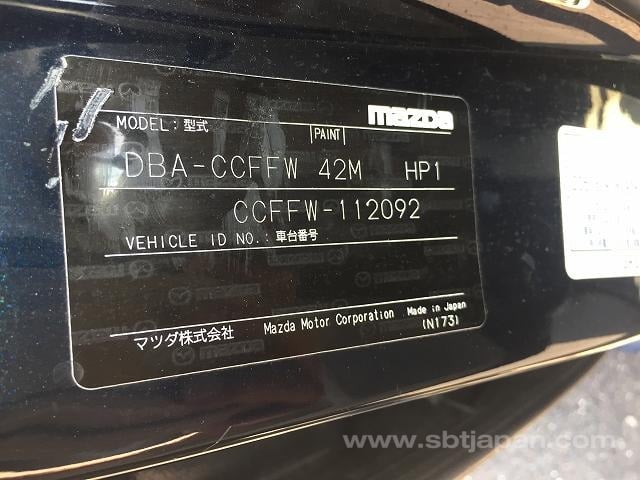 mazda
MODEL: 型式 PAINT
DBA-CCFFW 42M HP1
CCFFW-112092
VEHICLE ID NO.: 車台番号
マツダ株式会社 Mazda Motor Corporation Made in Japan
(N173)
www.sbtjapan.com